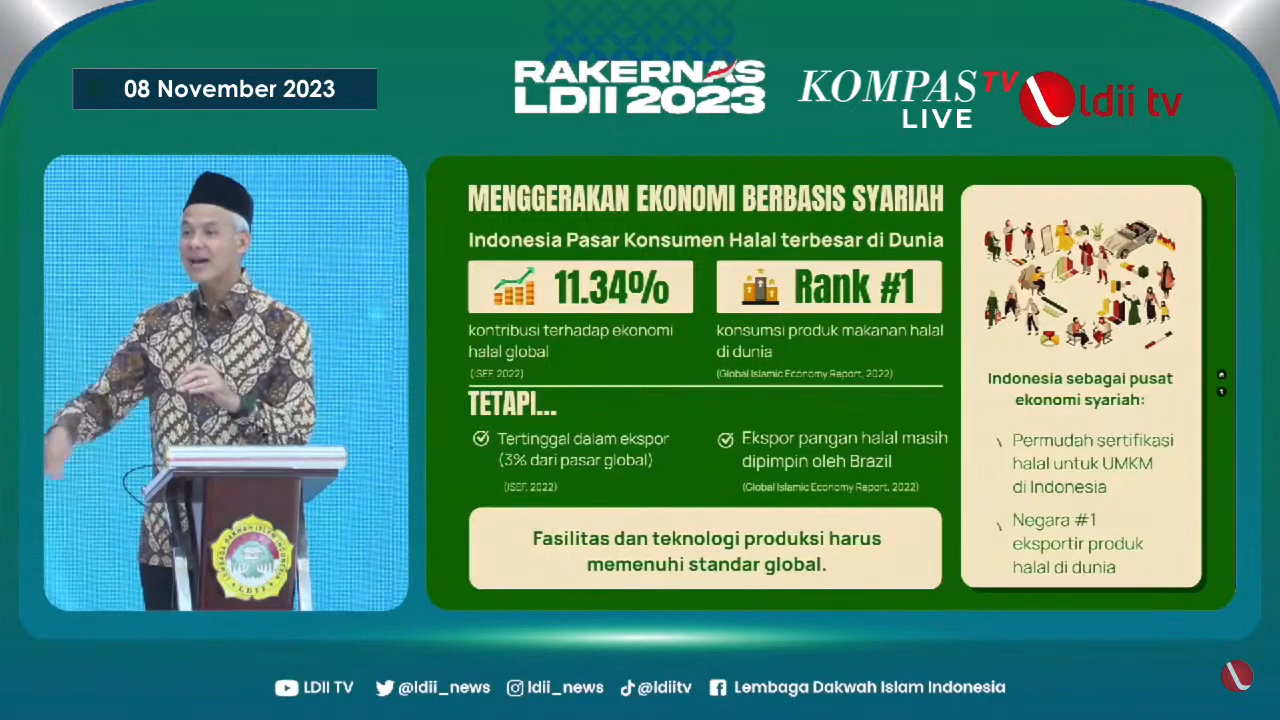 08 November 2023
RAKERNAS
LDII 2023
KOMPAS TV
LIVE
ldii tv
MENGGERAKAN EKONOMI BERBASIS SYARIAH
Indonesia Pasar Konsumen Halal terbesar di Dunia
11.34%
Rank #1
kontribusi terhadap ekonomi
halal global
(ISEF, 2022)
konsumsi produk makanan halal
di dunia
(Global Islamic Economy Report, 2022)
TETAPI...
Tertinggal dalam ekspor
(3% dari pasar global)
(ISEF, 2022)
Ekspor pangan halal masih
dipimpin oleh Brazil
(Global Islamic Economy Report, 2022)
Fasilitas dan teknologi produksi harus
memenuhi standar global.
Indonesia sebagai pusat
ekonomi syariah:
Permudah sertifikasi
halal untuk UMKM
di Indonesia
Negara #1
eksportir produk
halal di dunia
LEMBAGA DAKWAH ISLAM INDONESIA
LDII
LDII TV
@ldii_news
ldii_news
@ldiitv
Lembaga Dakwah Islam Indonesia